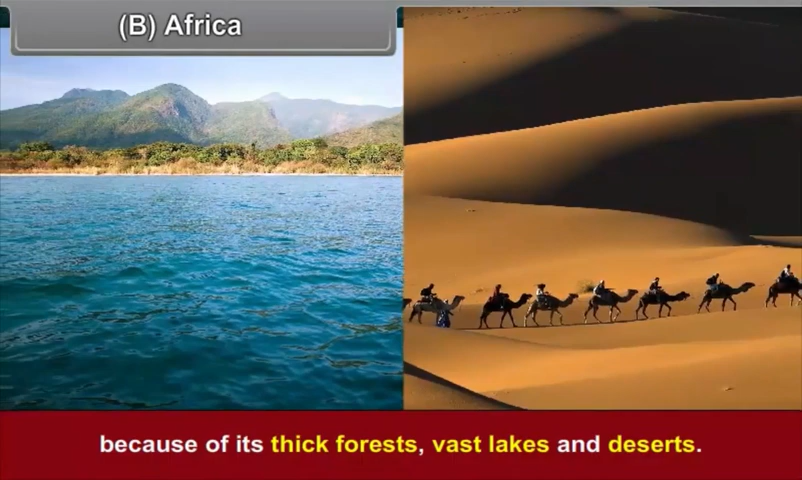 (B) Africa
because of its thick forests, vast lakes and deserts.